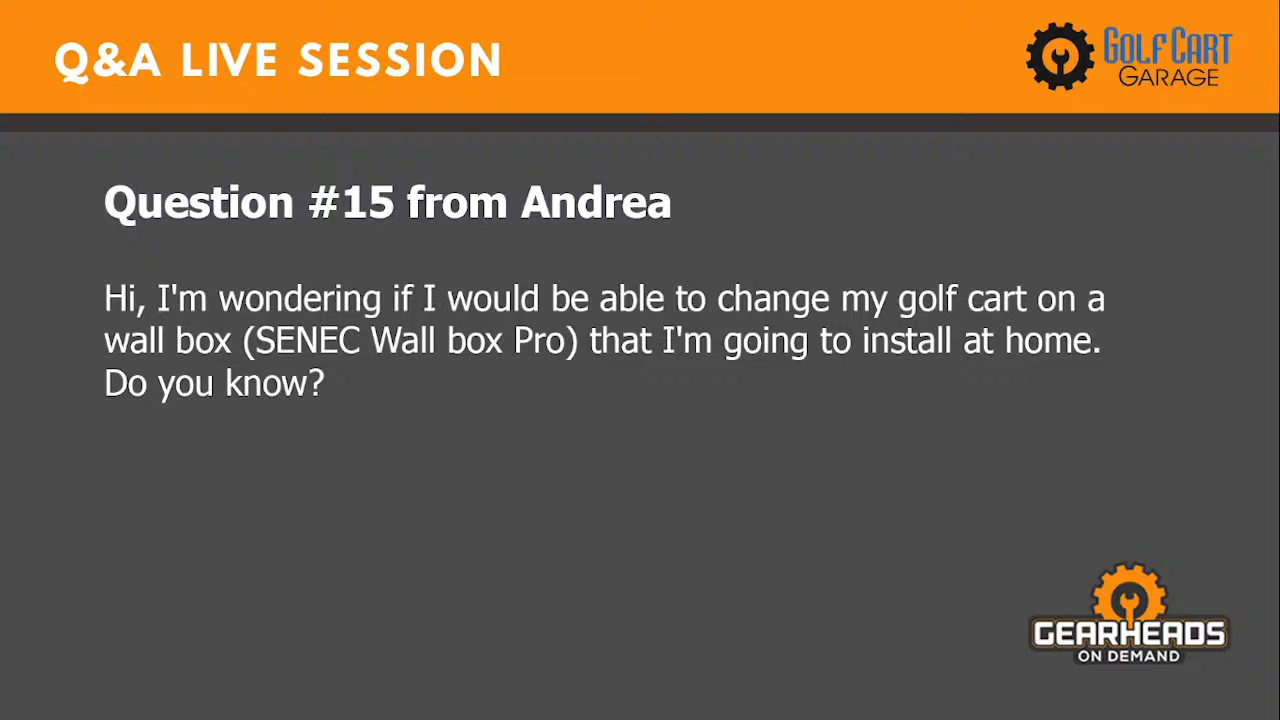 Q&A LIVE SESSION
GOLF CART
GARAGE
Question #15 from Andrea
Hi, I'm wondering if I would be able to change my golf cart on a
wall box (SENEC Wall box Pro) that I'm going to install at home.
Do you know?
GEARHEADS
ON DEMAND